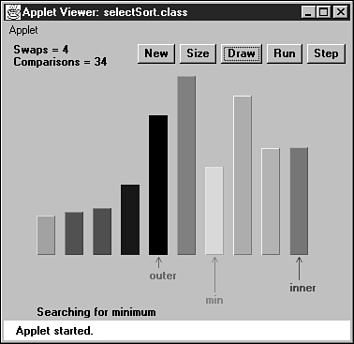 Applet Viewer: selectSort.class
Applet
Swaps = 4
Comparisons = 34
New Size Draw Run Step
outer
min
inner
Searching for minimum
Applet started.